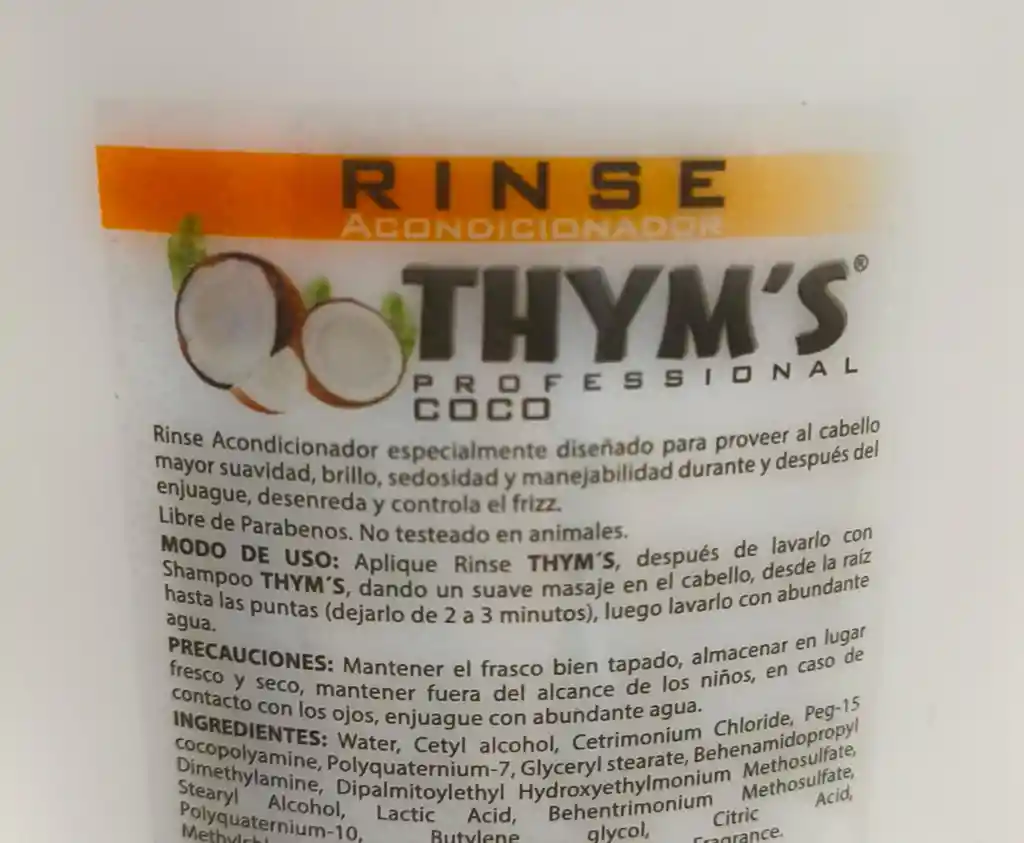 RINSE
ACONDICIONADOR
THYM'S®
PROFESSIONAL
COCO
Rinse Acondicionador especialmente diseñado para proveer al cabello
mayor suavidad, brillo, sedosidad y manejabilidad durante y después del
enjuague, desenreda y controla el frizz.
Libre de Parabenos. No testeado en animales.
MODO DE USO: Aplique Rinse THYM´S, después de lavarlo con
Shampoo THYM´S, dando un suave masaje en el cabello, desde la raíz
hasta las puntas (dejarlo de 2 a 3 minutos), luego lavarlo con abundante
agua.
PRECAUCIONES: Mantener el frasco bien tapado, almacenar en lugar
fresco y seco, mantener fuera del alcance de los niños, en caso de
contacto con los ojos, enjuague con abundante agua.
INGREDIENTES: Water, Cetyl alcohol, Cetrimonium Chloride, Peg-15
cocopolyamine, Polyquaternium-7, Glyceryl stearate, Behenamidopropyl
Dimethylamine, Dipalmitoylethyl Hydroxyethylmonium Methosulfate,
Stearyl Alcohol, Lactic Acid, Behentrimonium Methosulfate,
Polyquaternium-10, Butylene glycol, Citric Acid,
Fragrance.